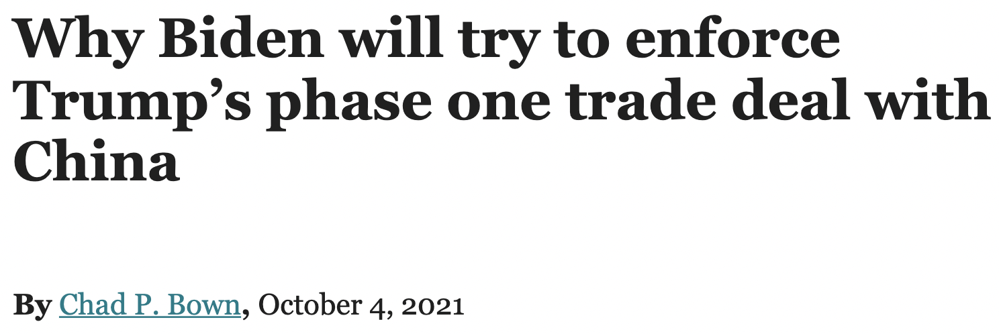 Why Biden will try to enforce
Trump’s phase one trade deal with
China
By Chad P. Bown, October 4, 2021